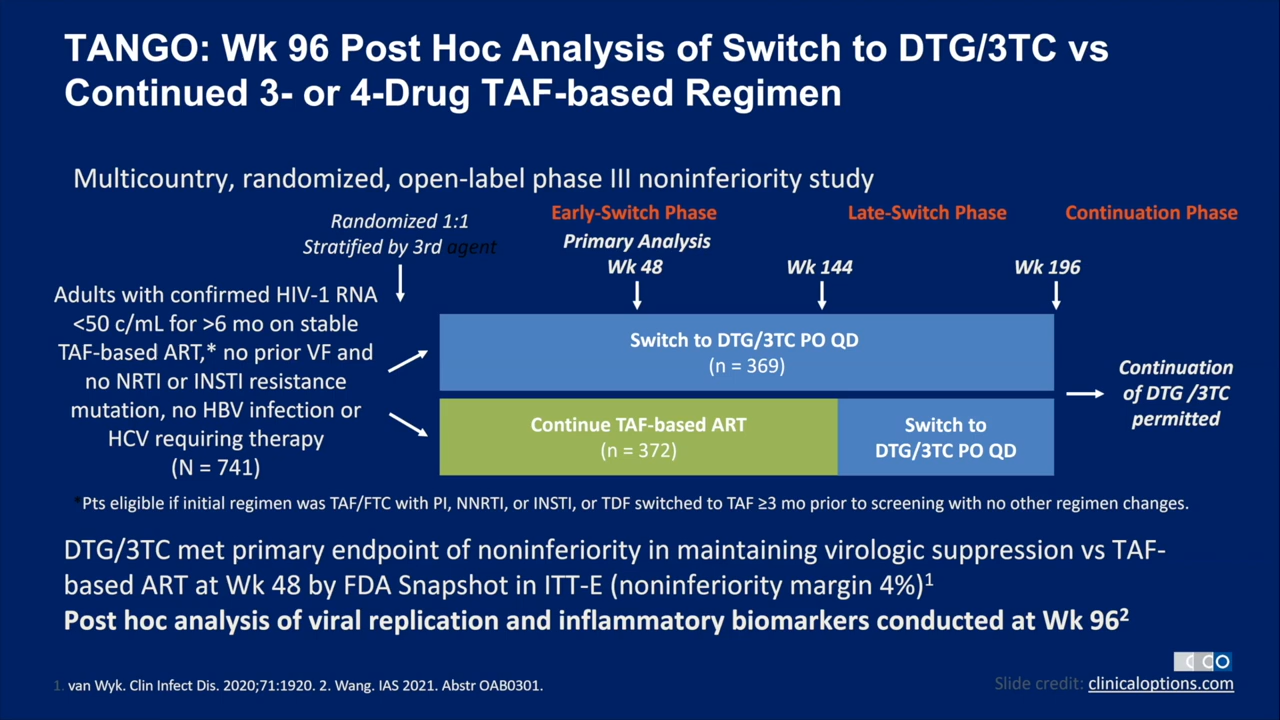 TANGO: Wk 96 Post Hoc Analysis of Switch to DTG/3TC vs
Continued 3- or 4-Drug TAF-based Regimen
Multicountry, randomized, open-label phase III noninferiority study
Randomized 1:1
Stratified by 3rd agent
Early-Switch Phase
Primary Analysis
Wk 48
Late-Switch Phase
Wk 144
Continuation Phase
Wk 196
Adults with confirmed HIV-1 RNA
<50 c/mL for >6 mo on stable
TAF-based ART,* no prior VF and
no NRTI or INSTI resistance
mutation, no HBV infection or
HCV requiring therapy
(N = 741)
Switch to DTG/3TC PO QD
(n = 369)
Continue TAF-based ART
(n = 372)
Switch to
DTG/3TC PO QD
Continuation
of DTG /3TC
permitted
*Pts eligible if initial regimen was TAF/FTC with PI, NNRTI, or INSTI, or TDF switched to TAF ≥3 mo prior to screening with no other regimen changes.
DTG/3TC met primary endpoint of noninferiority in maintaining virologic suppression vs TAF-
based ART at Wk 48 by FDA Snapshot in ITT-E (noninferiority margin 4%)1
Post hoc analysis of viral replication and inflammatory biomarkers conducted at Wk 962
1. van Wyk. Clin Infect Dis. 2020;71:1920. 2. Wang. IAS 2021. Abstr OAB0301.
CCO
Slide credit: clinicaloptions.com